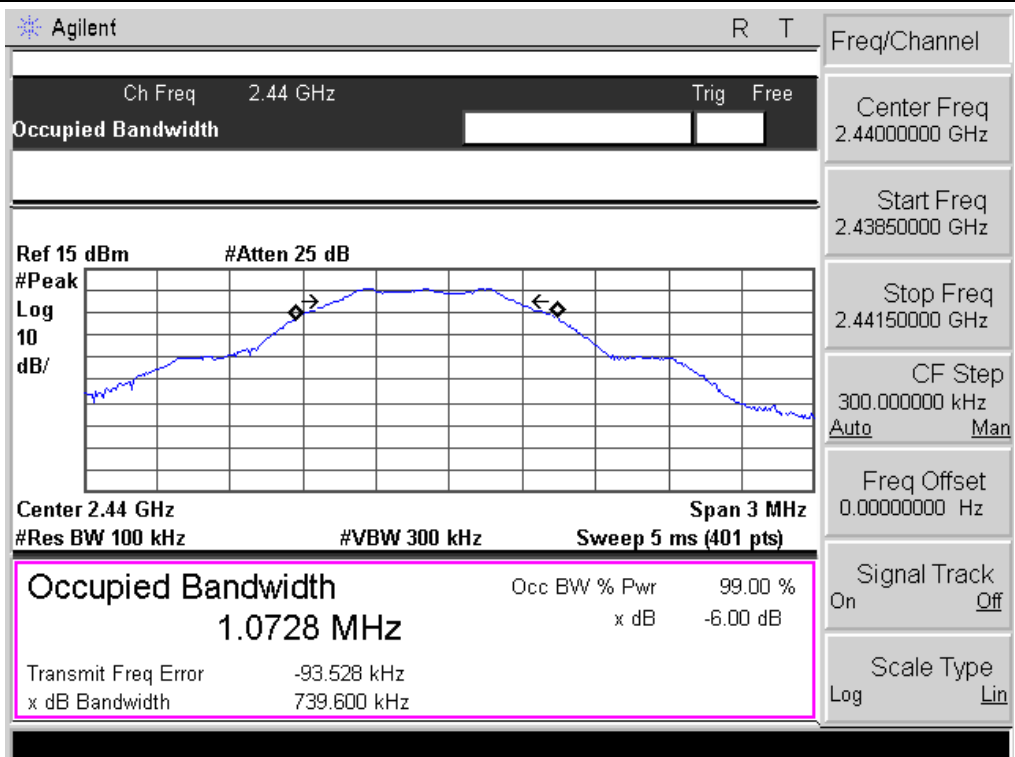 Agilent R T
Ch Freq 2.44 GHz Trig Free
Occupied Bandwidth
Ref 15 dBm #Atten 25 dB
#Peak
Log
10
dB/
Center 2.44 GHz Span 3 MHz
#Res BW 100 kHz #VBW 300 kHz Sweep 5 ms (401 pts)
Occupied Bandwidth Occ BW % Pwr 99.00 %
1.0728 MHz x dB -6.00 dB
Transmit Freq Error -93.528 kHz
x dB Bandwidth 739.600 kHz
Freq/Channel
Center Freq
2.44000000 GHz
Start Freq
2.43850000 GHz
Stop Freq
2.44150000 GHz
CF Step
300.000000 kHz
Auto Man
Freq Offset
0.00000000 Hz
Signal Track
On Off
Scale Type
Log Lin